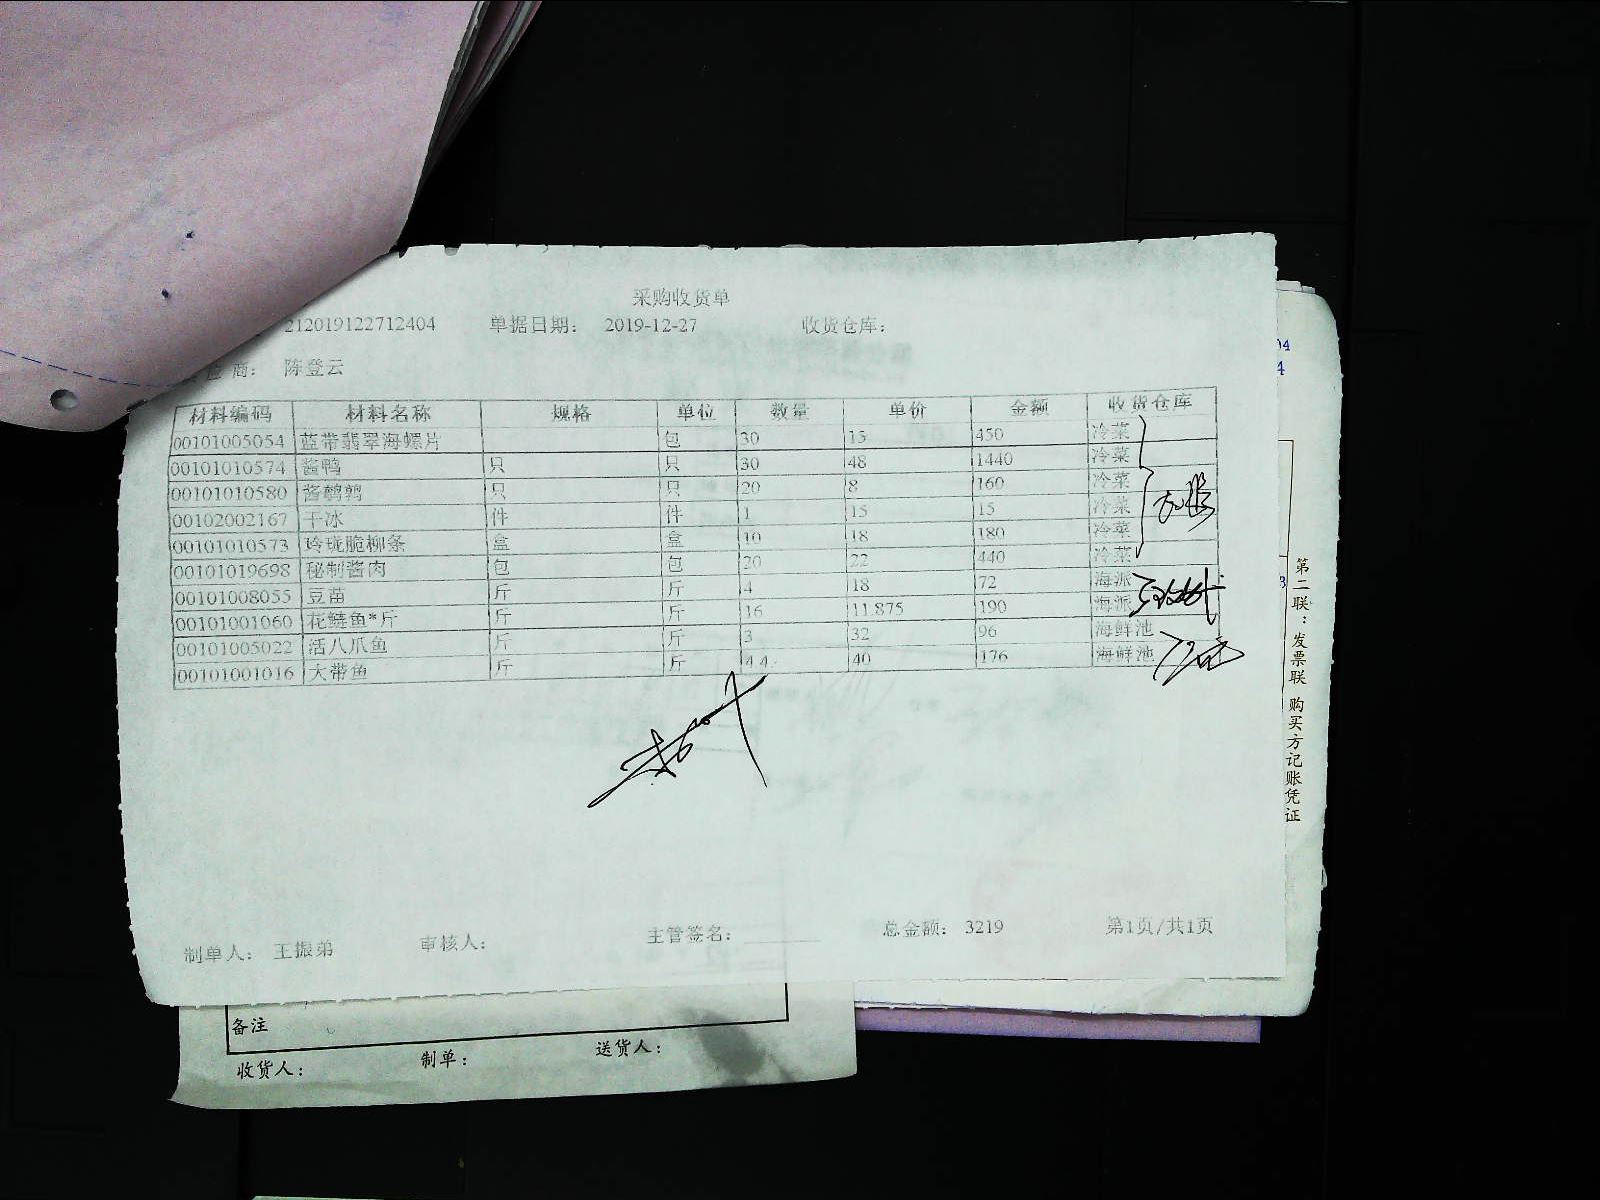 采购收货单
212019122712404 单据日期： 2019-12-27 收货仓库：
商： 陈登云
材料编码 材料名称 规格 单位 数量 单价 金额 收货仓库
00101005054 蓝带翡翠海螺片 包 30 15 450 冷菜
00101010574 酱鸭 只 只 30 48 1440 冷菜
00101010580 酱鹌鹑 只 只 20 8 160 冷菜
00102002167 干冰 件 件 1 15 15 冷菜
00101010573 玲珑脆柳条 盒 盒 10 18 180 冷菜
00101019698 秘制酱肉 包 包 20 22 440 冷菜
00101008055 豆苗 斤 斤 4 18 72 海派
00101001060 花鲢鱼*斤 斤 斤 16 11.875 190 海派
00101005022 活八爪鱼 斤 斤 3 32 96 海鲜池
00101001016 大带鱼 斤 斤 4.4 40 176 海鲜池
制单人： 王振弟 审核人： 主管签名： 总金额： 3219 第1页/共1页
备注
收货人： 制单： 送货人：
第二联：发票联 购买方记账凭证